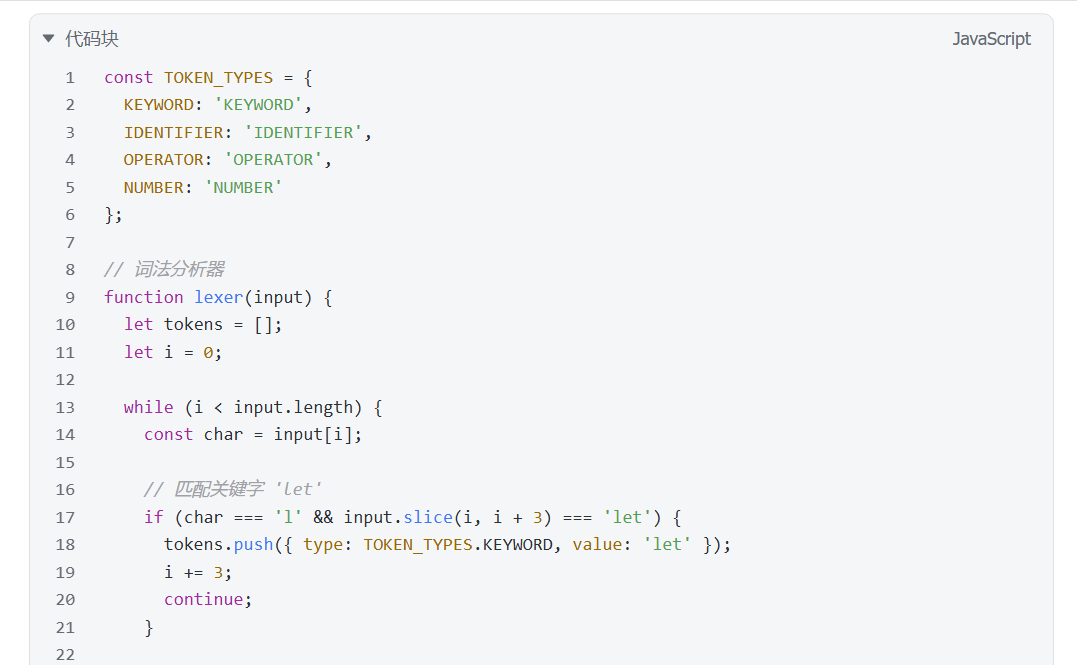 代码块
JavaScript
1 const TOKEN_TYPES = {
2   KEYWORD: 'KEYWORD',
3   IDENTIFIER: 'IDENTIFIER',
4   OPERATOR: 'OPERATOR',
5   NUMBER: 'NUMBER'
6 };
7
8 // 词法分析器
9 function lexer(input) {
10   let tokens = [];
11   let i = 0;
12
13   while (i < input.length) {
14     const char = input[i];
15
16     // 匹配关键字 'let'
17     if (char === 'l' && input.slice(i, i + 3) === 'let') {
18       tokens.push({ type: TOKEN_TYPES.KEYWORD, value: 'let' });
19       i += 3;
20       continue;
21     }
22